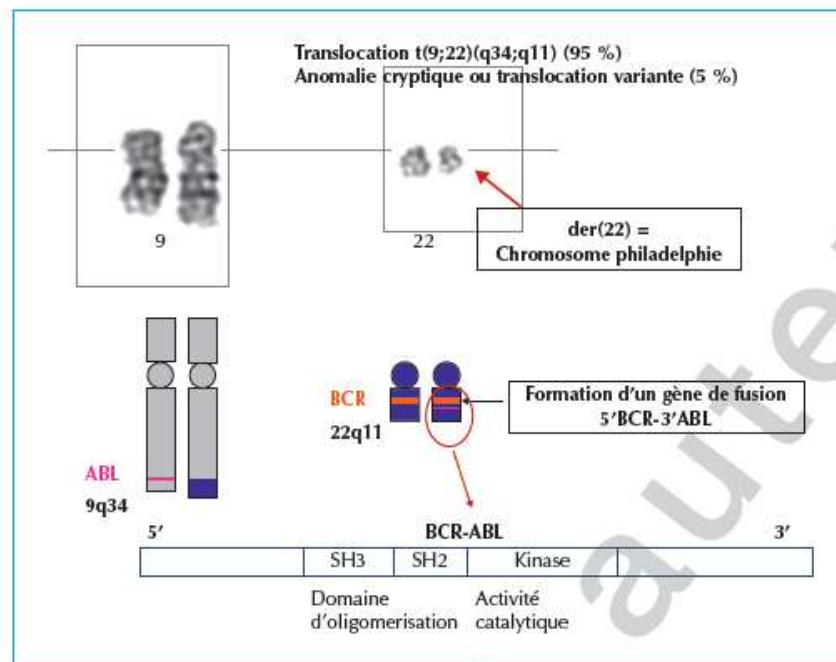 Translocation t(9;22)(q34;q11) (95 %)
Anomalie cryptique ou translocation variante (5 %)
9
22
der(22) =
Chromosome philadelphie
BCR
22q11
Formation d'un gène de fusion
5'BCR-3'ABL
ABL
9q34
5'
BCR-ABL
3'
SH3
SH2
Kinase
Domaine
d'oligomerisation
Activité
catalytique
aute